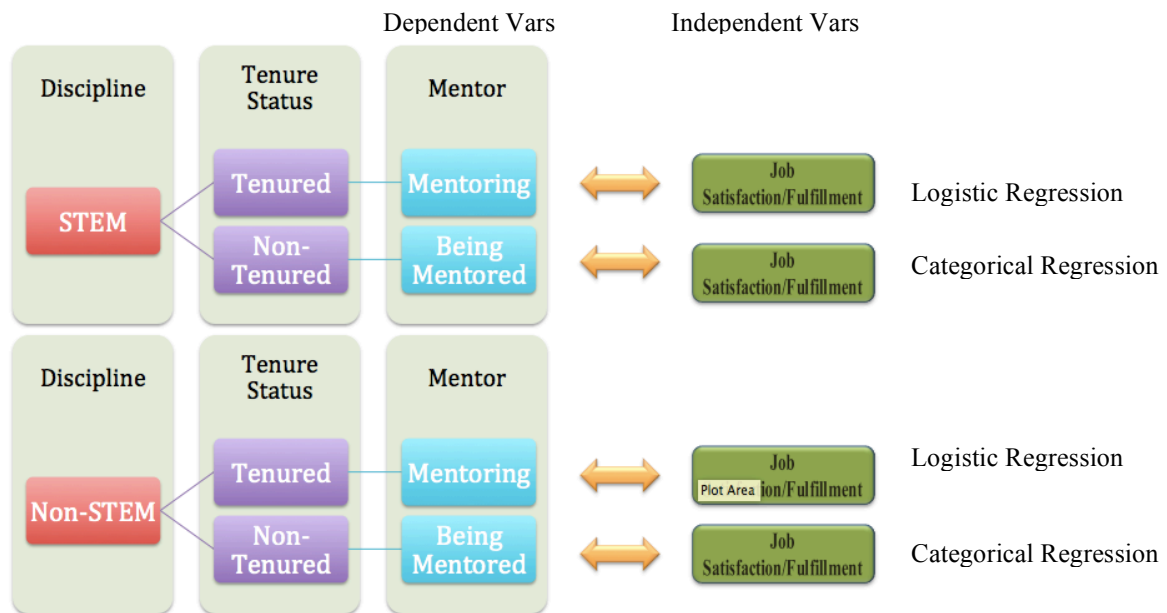 Dependent Vars
Independent Vars
Discipline
Tenure
Status
Mentor
STEM
Tenured
Mentoring
Job
Satisfaction/Fulfillment
Logistic Regression
Non-
Tenured
Being
Mentored
Job
Satisfaction/Fulfillment
Categorical Regression
Discipline
Tenure
Status
Mentor
Non-STEM
Tenured
Mentoring
Job
Plot Area ion/Fulfillment
Logistic Regression
Non-
Tenured
Being
Mentored
Job
Satisfaction/Fulfillment
Categorical Regression